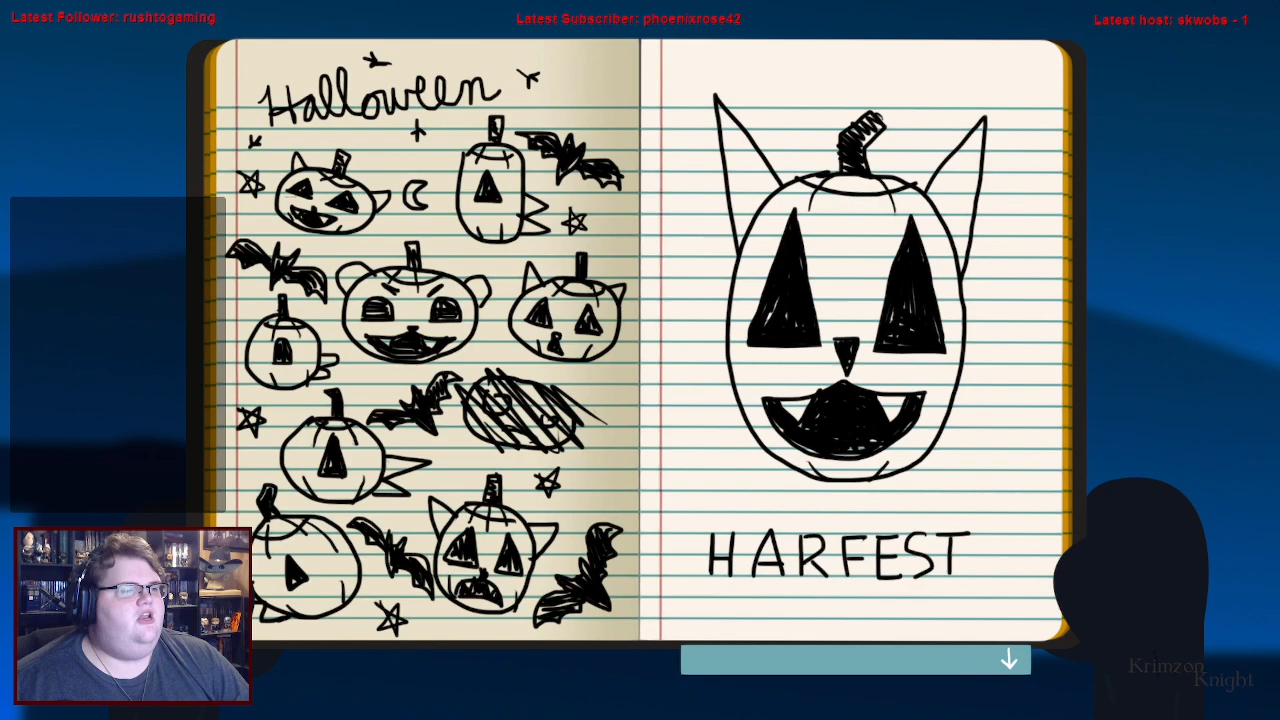 Latest Follower: rushtogaming
Latest Subscriber: phoenixrose42
Latest host: skwobs - 1
Halloween
HARFEST
Krimzon
Knight